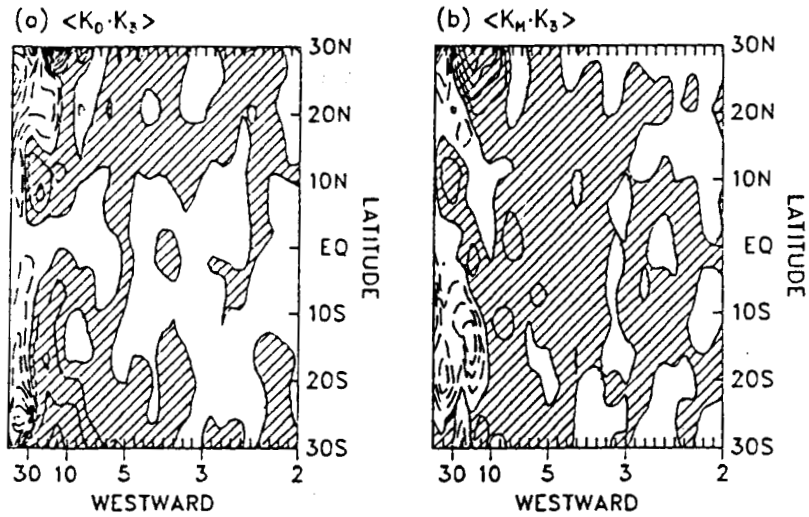 (a) <K₀·K₃>
(b) <Kₘ·K₃>
30N
20N
10N
EQ
10S
20S
30S
LATITUDE
30 10 5 3 2
WESTWARD
30N
20N
10N
EQ
10S
20S
30S
LATITUDE
30 10 5 3 2
WESTWARD